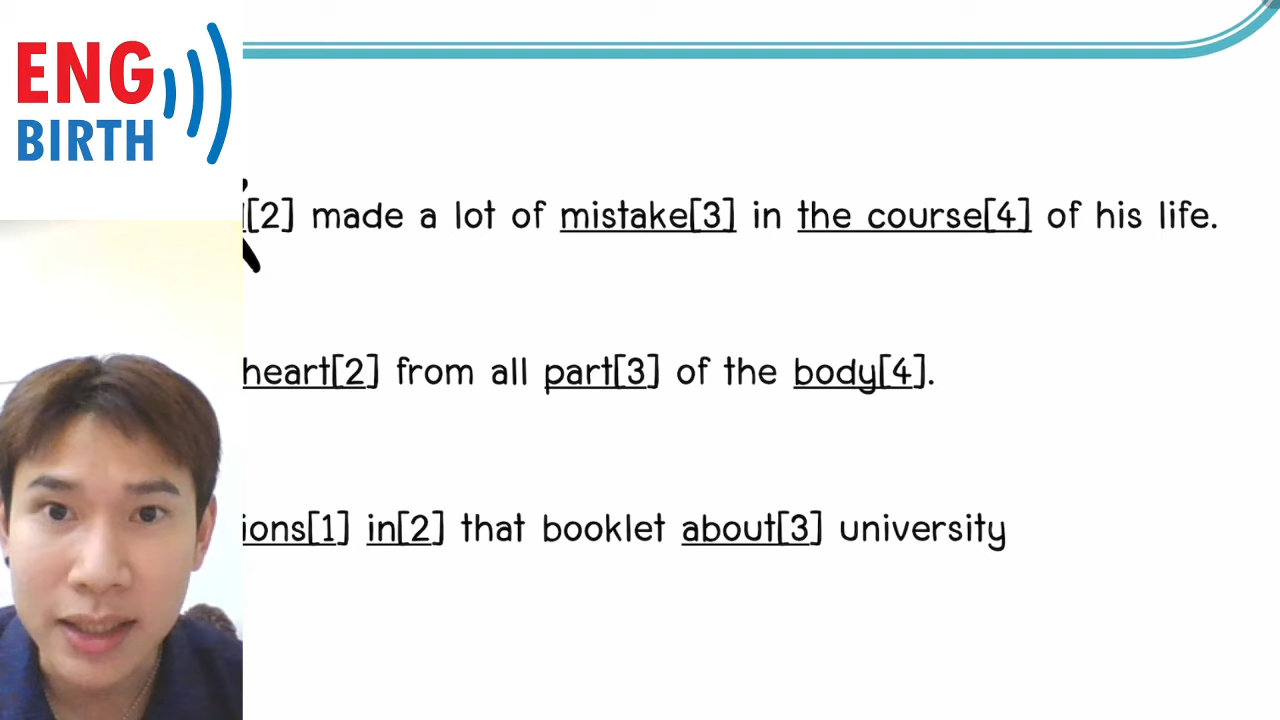 ENG
BIRTH
[2] made a lot of mistake[3] in the course[4] of his life.
heart[2] from all part[3] of the body[4].
ions[1] in[2] that booklet about[3] university